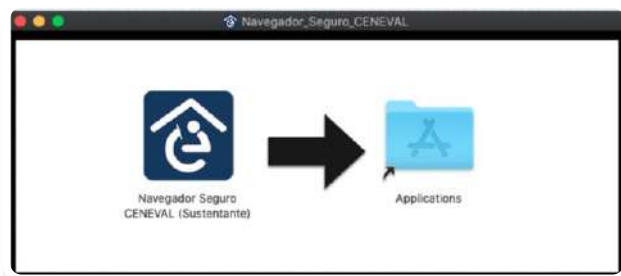 Navegador_Seguro_CENEVAL
Navegador Seguro
CENEVAL (Sustentante)
Applications